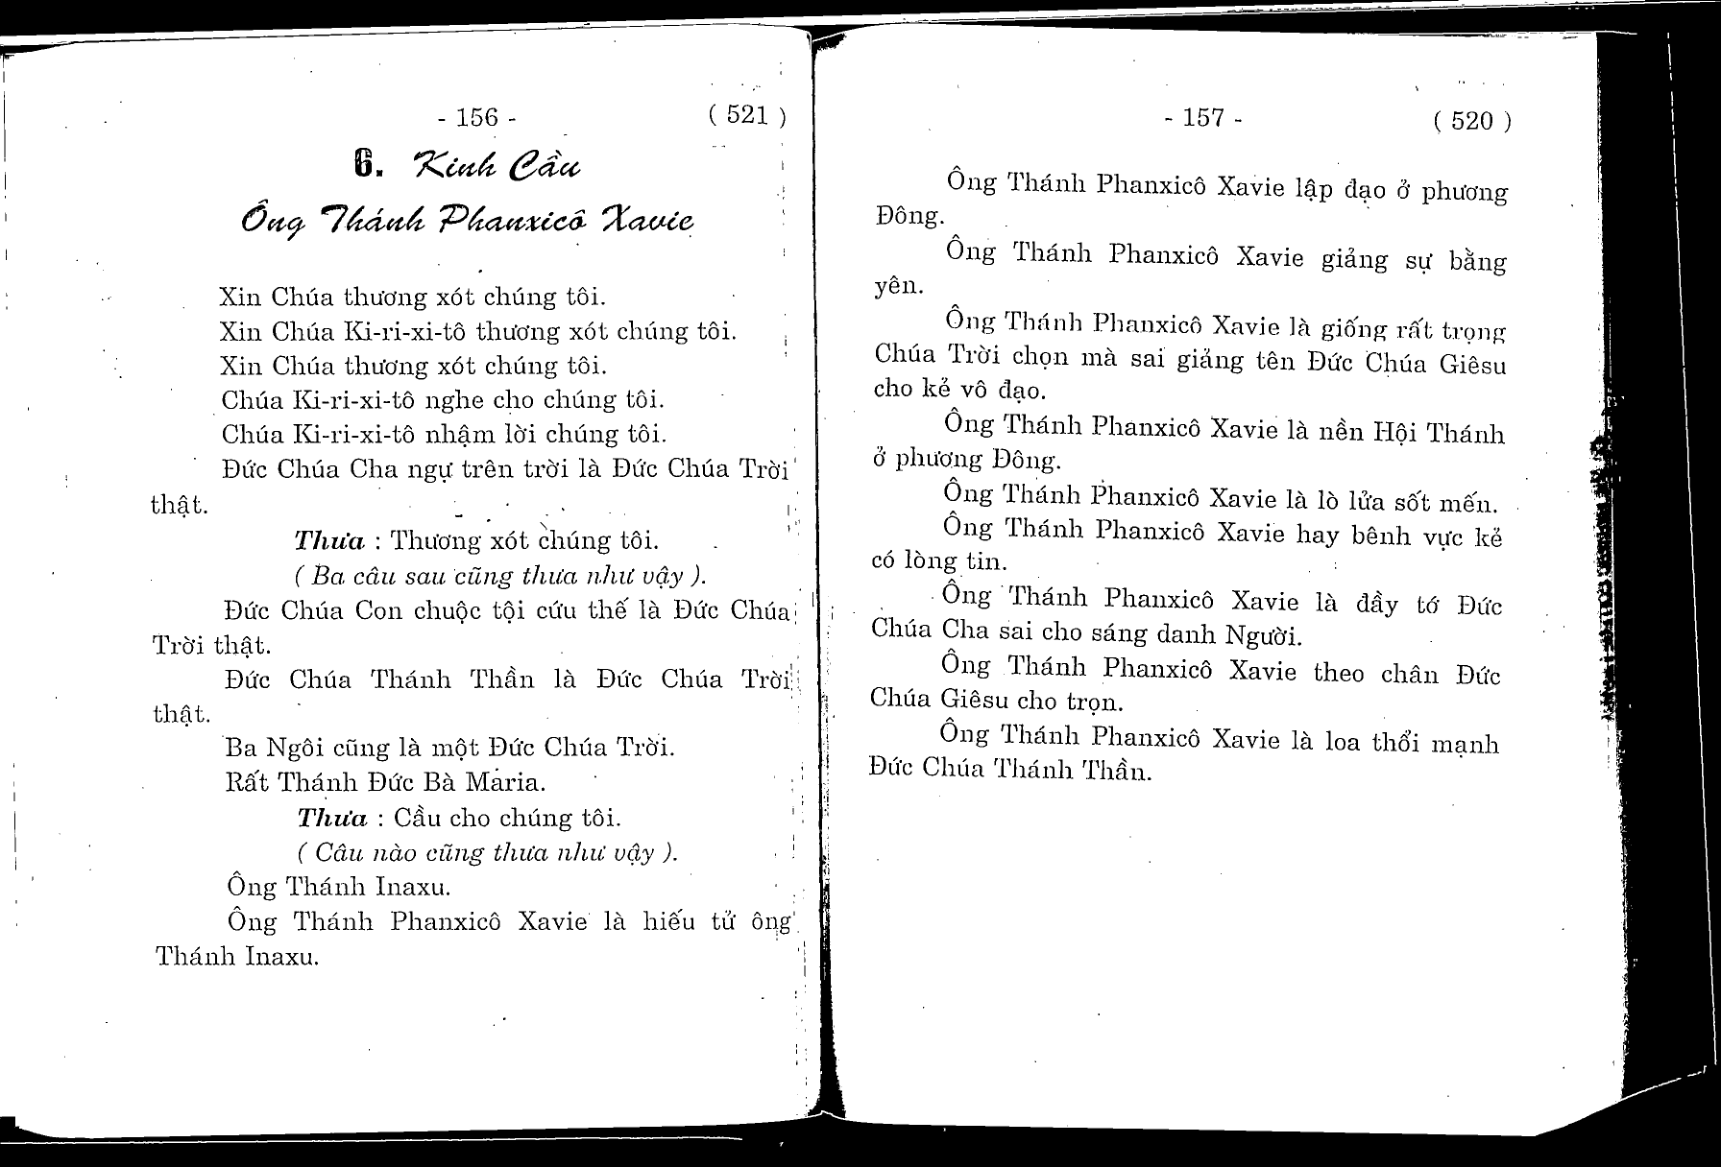 - 156 - ( 521 )
6. Kinh Cầu
Ông Thánh Phanxicô Xavie
Xin Chúa thương xót chúng tôi.
Xin Chúa Ki-ri-xi-tô thương xót chúng tôi.
Xin Chúa thương xót chúng tôi.
Chúa Ki-ri-xi-tô nghe cho chúng tôi.
Chúa Ki-ri-xi-tô nhậm lời chúng tôi.
Đức Chúa Cha ngự trên trời là Đức Chúa Trời
thật.
Thưa : Thương xót chúng tôi.
( Ba câu sau cũng thưa như vậy ).
Đức Chúa Con chuộc tội cứu thế là Đức Chúa
Trời thật.
Đức Chúa Thánh Thần là Đức Chúa Trời
thật.
Ba Ngôi cũng là một Đức Chúa Trời.
Rất Thánh Đức Bà Maria.
Thưa : Cầu cho chúng tôi.
( Câu nào cũng thưa như vậy ).
Ông Thánh Inaxu.
Ông Thánh Phanxicô Xavie là hiếu tử ông
Thánh Inaxu.
- 157 - ( 520 )
Ông Thánh Phanxicô Xavie lập đạo ở phương
Đông.
Ông Thánh Phanxicô Xavie giảng sự bằng
yên.
Ông Thánh Phanxicô Xavie là giống rất trọng
Chúa Trời chọn mà sai giảng tên Đức Chúa Giêsu
cho kẻ vô đạo.
Ông Thánh Phanxicô Xavie là nền Hội Thánh
ở phương Đông.
Ông Thánh Phanxicô Xavie là lò lửa sốt mến.
Ông Thánh Phanxicô Xavie hay bênh vực kẻ
có lòng tin.
Ông Thánh Phanxicô Xavie là đầy tớ Đức
Chúa Cha sai cho sáng danh Người.
Ông Thánh Phanxicô Xavie theo chân Đức
Chúa Giêsu cho trọn.
Ông Thánh Phanxicô Xavie là loa thổi mạnh
Đức Chúa Thánh Thần.